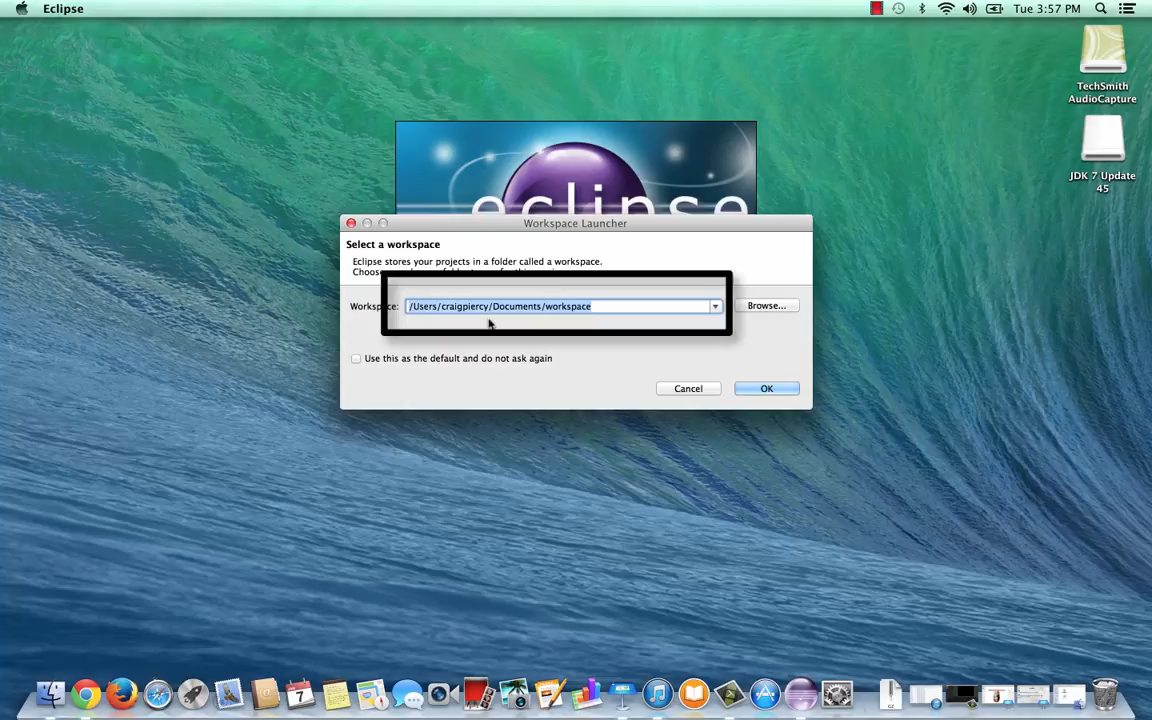 Eclipse
Tue 3:57 PM
TechSmith
AudioCapture
JDK 7 Update
45
eclipse
Workspace Launcher
Select a workspace
Eclipse stores your projects in a folder called a workspace.
Workspace: /Users/craigpiercy/Documents/workspace Browse...
Use this as the default and do not ask again
Cancel OK
7